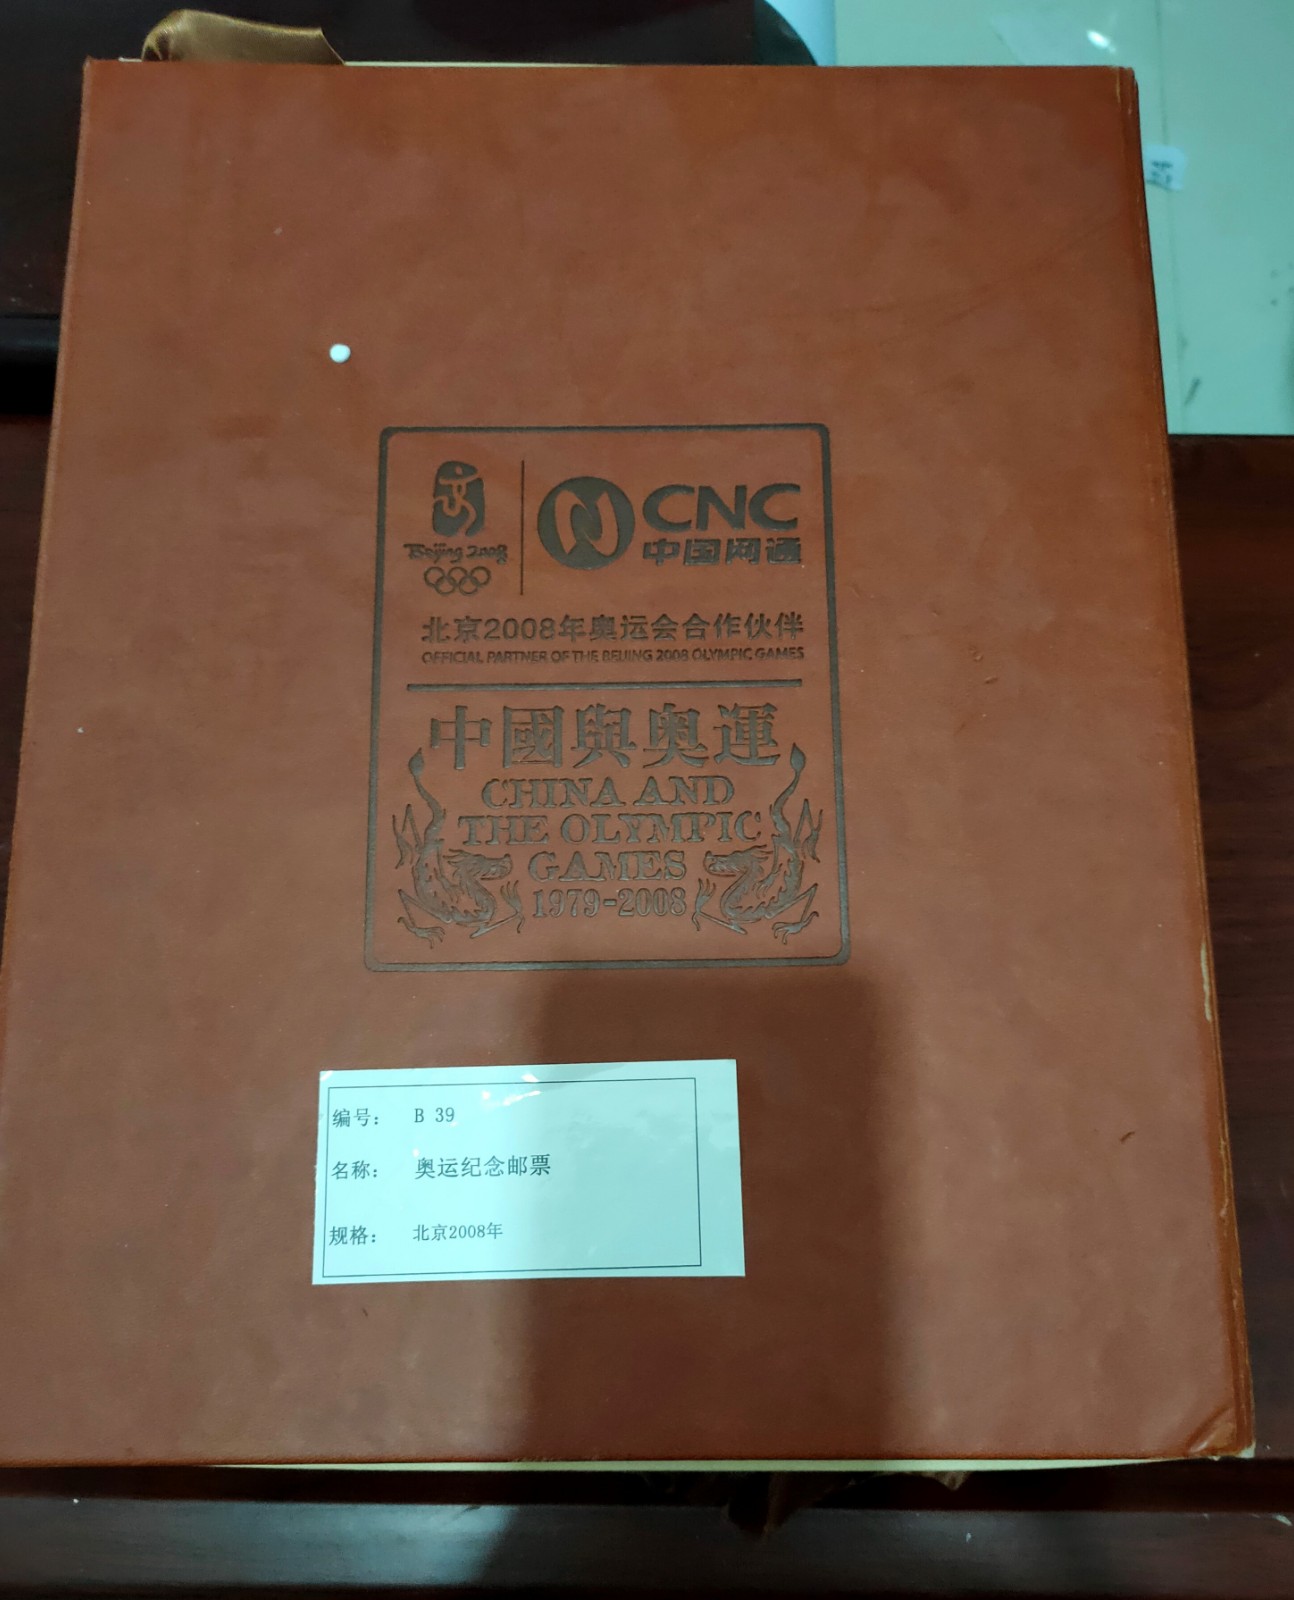 Beijing 2008
CNC
中国网通
北京2008年奥运会合作伙伴
OFFICIAL PARTNER OF THE BEIJING 2008 OLYMPIC GAMES
中國與奥運
CHINA AND
THE OLYMPIC
GAMES
1979-2008
编号: B 39
名称: 奥运纪念邮票
规格: 北京2008年